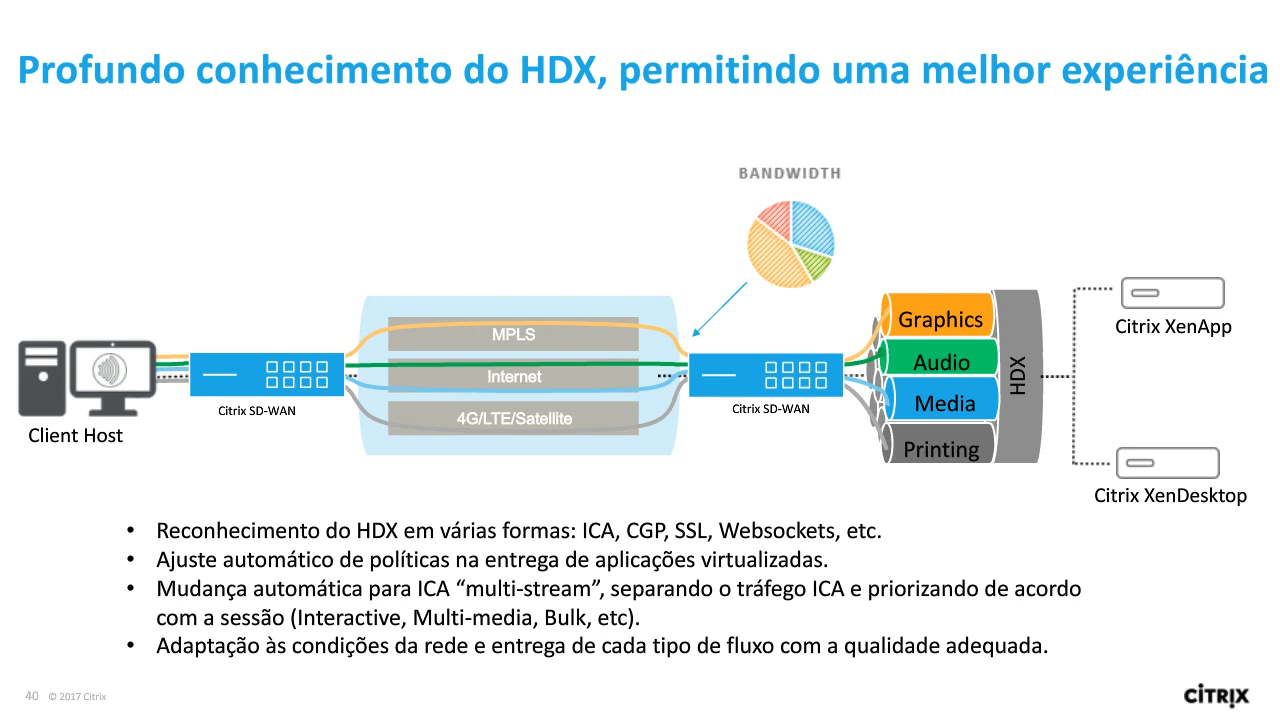 Profundo conhecimento do HDX, permitindo uma melhor experiência
BANDWIDTH
MPLS
Internet
4G/LTE/Satellite
Client Host
Citrix SD-WAN
Citrix SD-WAN
Graphics
Audio
Media
Printing
HDX
Citrix XenApp
Citrix XenDesktop
• Reconhecimento do HDX em várias formas: ICA, CGP, SSL, Websockets, etc.
• Ajuste automático de políticas na entrega de aplicações virtualizadas.
• Mudança automática para ICA “multi-stream”, separando o tráfego ICA e priorizando de acordo
com a sessão (Interactive, Multi-media, Bulk, etc).
• Adaptação às condições da rede e entrega de cada tipo de fluxo com a qualidade adequada.
40 © 2017 Citrix
CITRIX